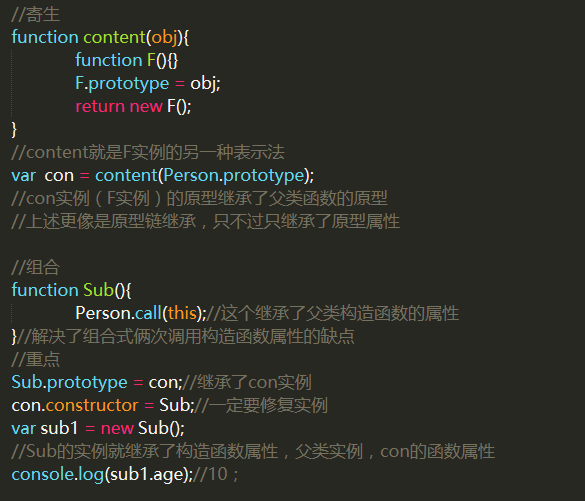 //寄生
function content(obj){
function F(){}
F.prototype = obj;
return new F();
}
//content就是F实例的另一种表示法
var  con = content(Person.prototype);
//con实例（F实例）的原型继承了父类函数的原型
//上述更像是原型链继承，只不过只继承了原型属性
//组合
function Sub(){
Person.call(this);//这个继承了父类构造函数的属性
}//解决了组合式俩次调用构造函数属性的缺点
//重点
Sub.prototype = con;//继承了con实例
con.constructor = Sub;//一定要修复实例
var sub1 = new Sub();
//Sub的实例就继承了构造函数属性，父类实例，con的函数属性
console.log(sub1.age);//10；